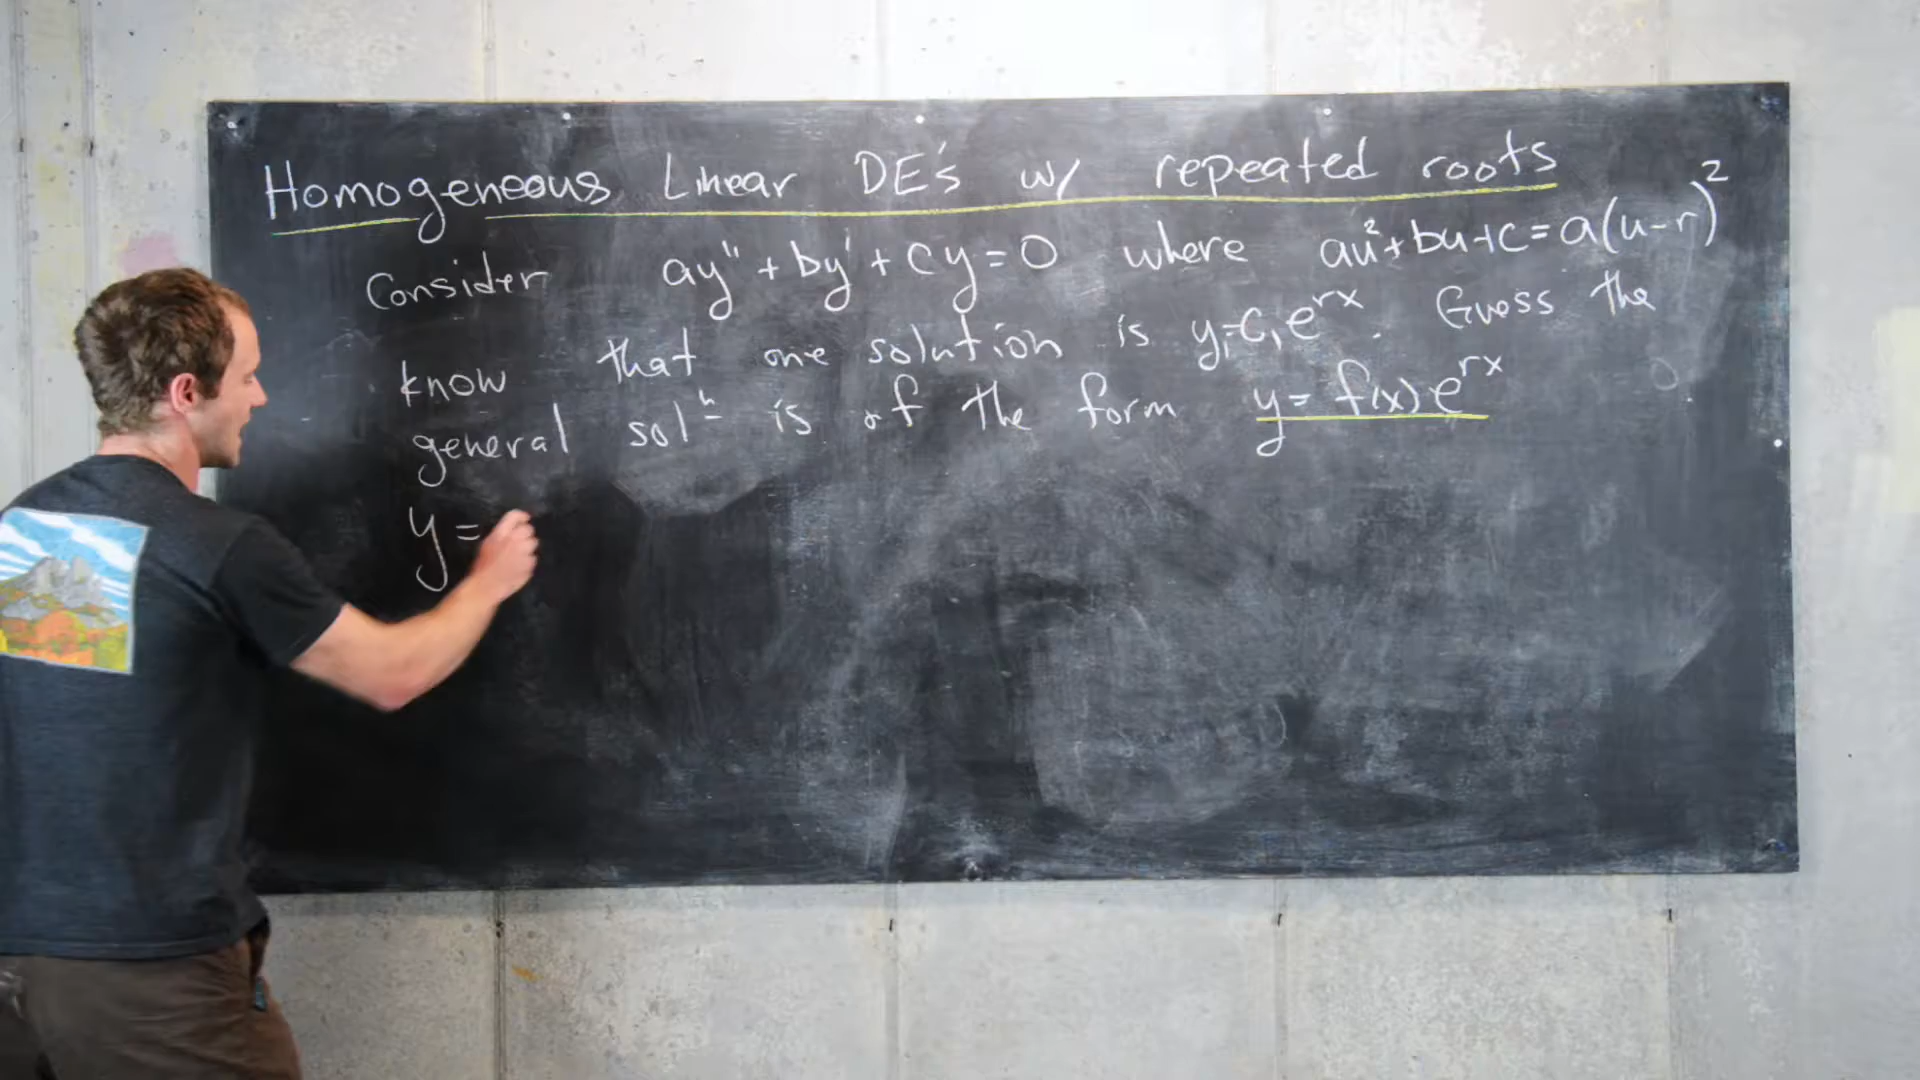 Homogeneous Linear DE's w/ repeated roots
Consider ay'' + by' + cy = 0 where au² + bu + c = a(u-r)²
know that one solution is y₁=c₁e^{rx}. Guess the
general solⁿ is of the form y = f(x)e^{rx}
y =